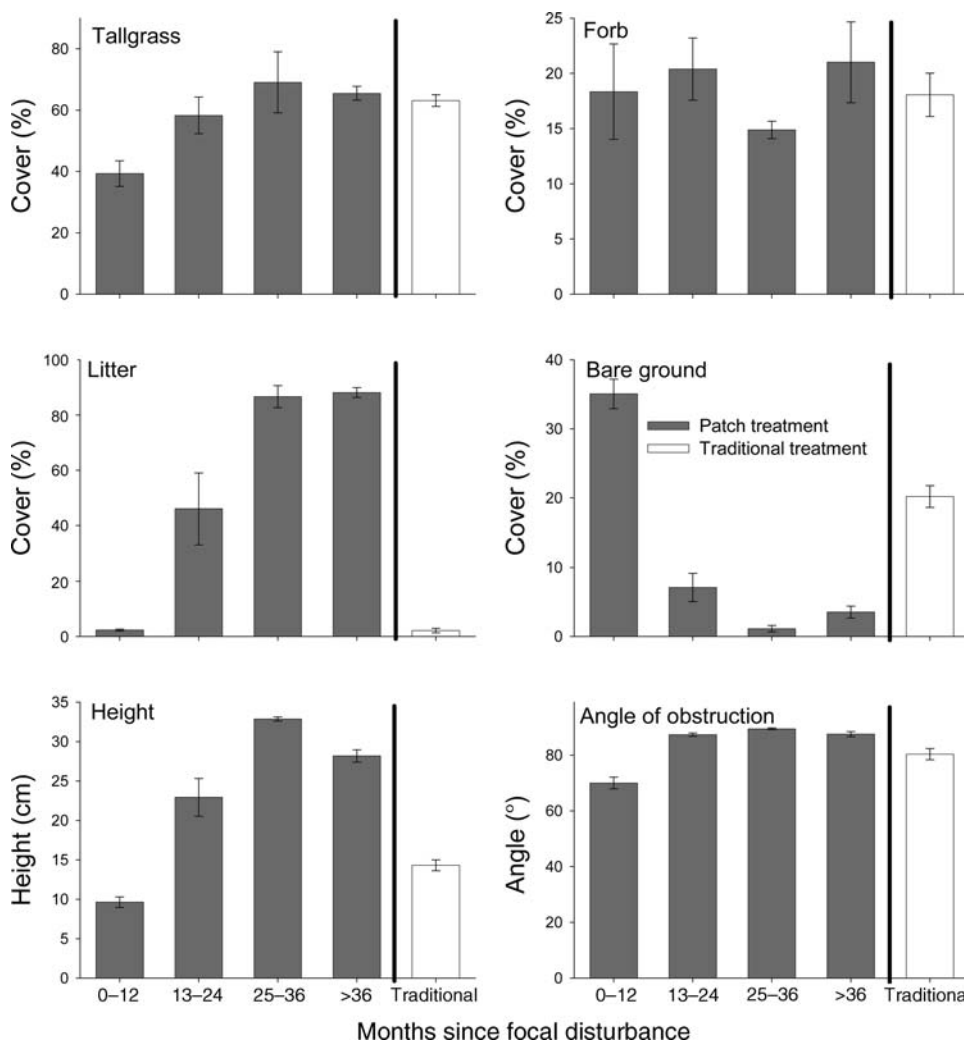 Tallgrass
Cover (%)
80
60
40
20
0
Forb
Cover (%)
25
20
15
10
5
0
Litter
Cover (%)
100
80
60
40
20
0
Bare ground
Patch treatment
Traditional treatment
Cover (%)
40
30
20
10
0
Height
Height (cm)
35
30
25
20
15
10
5
0
0–12 13–24 25–36 >36 Traditional
Angle of obstruction
Angle (°)
80
60
40
20
0
0–12 13–24 25–36 >36 Traditional
Months since focal disturbance